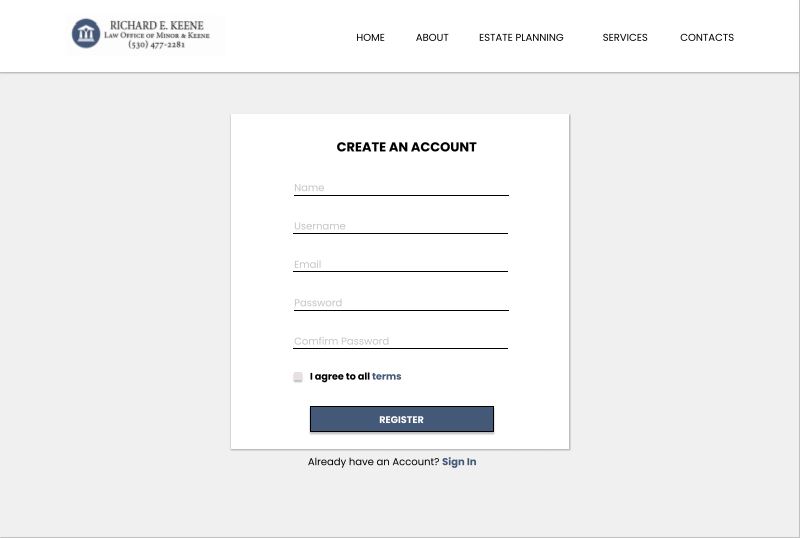 RICHARD E. KEENE
LAW OFFICE OF MINOR & KEENE
(530) 477-2281
HOME ABOUT ESTATE PLANNING SERVICES CONTACTS
CREATE AN ACCOUNT
Name
Username
Email
Password
Comfirm Password
I agree to all terms
REGISTER
Already have an Account? Sign In